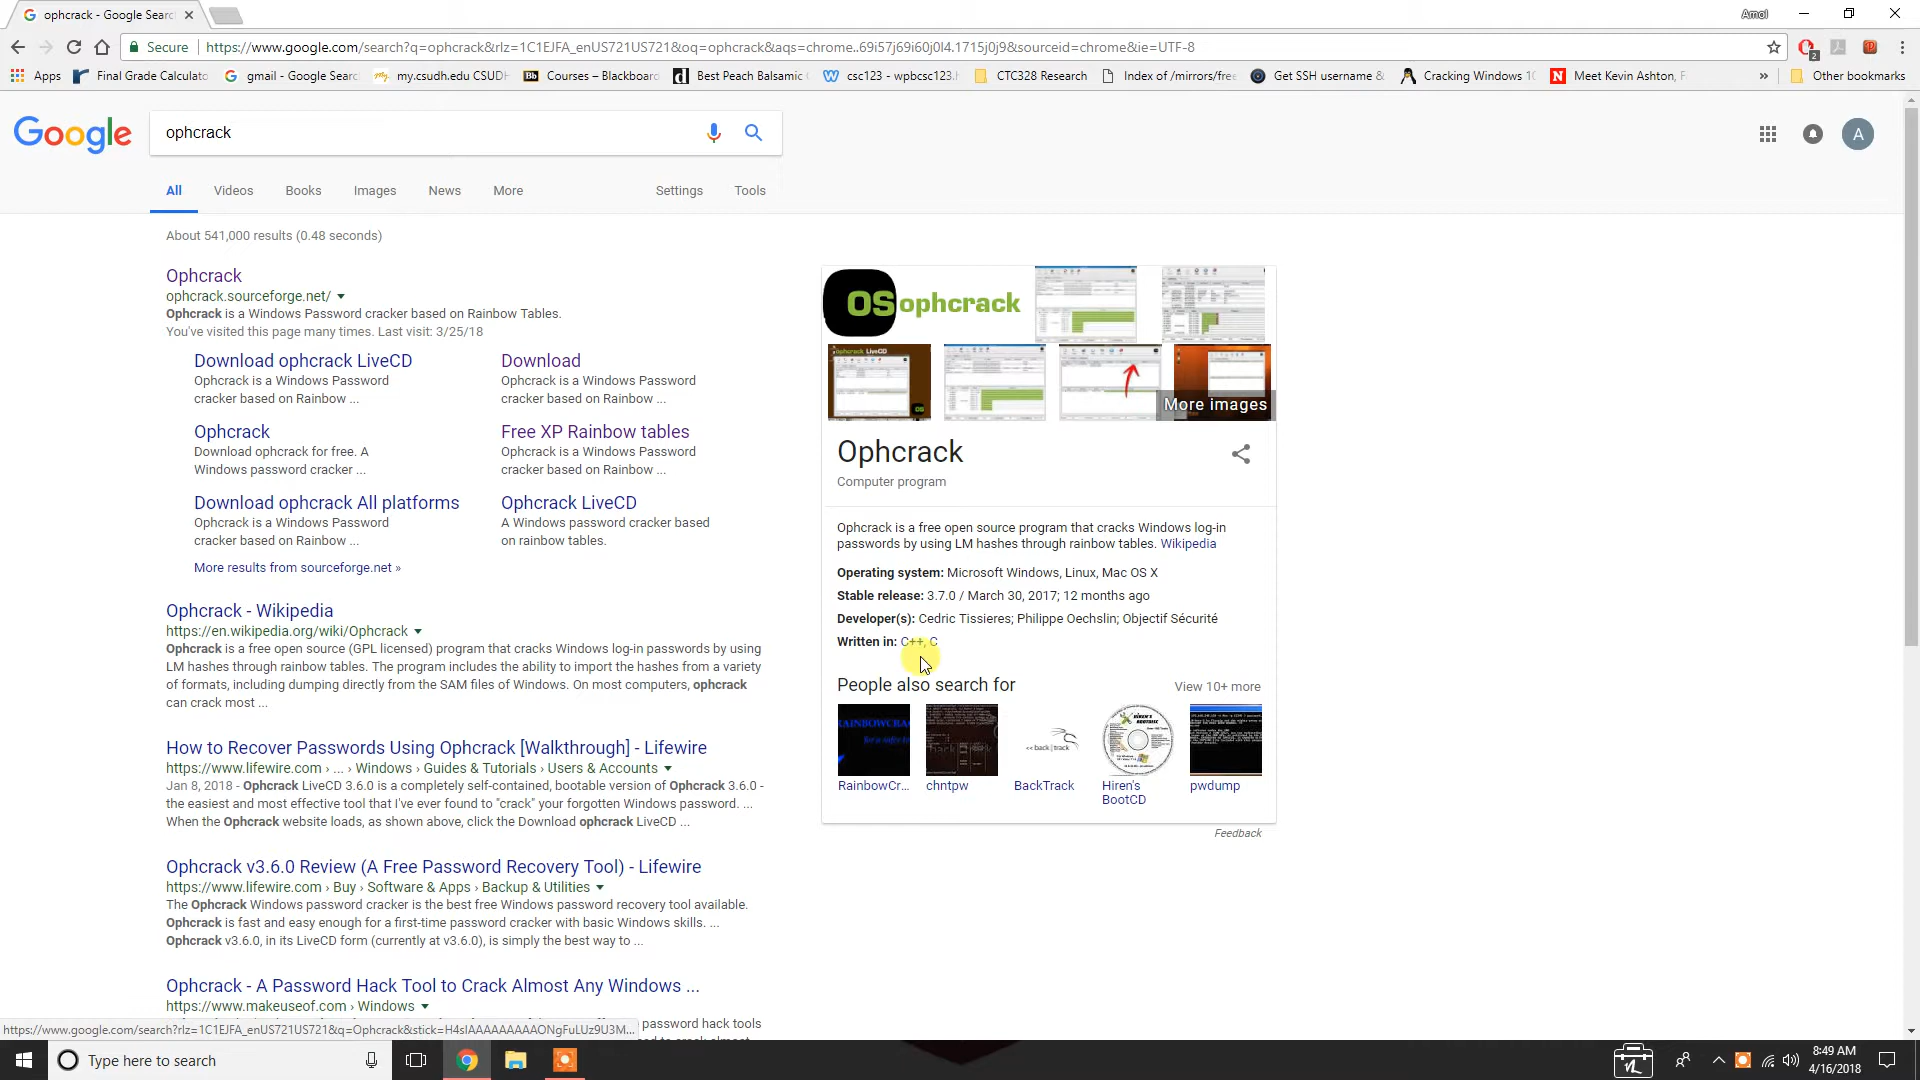 ophcrack - Google Searc
Amol
Secure https://www.google.com/search?q=ophcrack&rlz=1C1EJFA_enUS721US721&oq=ophcrack&aqs=chrome..69i57j69i60j0l4.1715j0j9&sourceid=chrome&ie=UTF-8
2
Apps Final Grade Calculato gmail - Google Searc my.csudh.edu CSUDH Bb Courses – Blackboard d Best Peach Balsamic csc123 - wpbcsc123.h CTC328 Research Index of /mirrors/free Get SSH username & Cracking Windows 10 N Meet Kevin Ashton, F » Other bookmarks
Google
ophcrack
A
All Videos Books Images News More Settings Tools
About 541,000 results (0.48 seconds)
Ophcrack
ophcrack.sourceforge.net/
Ophcrack is a Windows Password cracker based on Rainbow Tables.
You've visited this page many times. Last visit: 3/25/18
Download ophcrack LiveCD
Ophcrack is a Windows Password
cracker based on Rainbow ...
Download
Ophcrack is a Windows Password
cracker based on Rainbow ...
Ophcrack
Download ophcrack for free. A
Windows password cracker ...
Free XP Rainbow tables
Ophcrack is a Windows Password
cracker based on Rainbow ...
Download ophcrack All platforms
Ophcrack is a Windows Password
cracker based on Rainbow ...
Ophcrack LiveCD
A Windows password cracker based
on rainbow tables.
More results from sourceforge.net »
Ophcrack - Wikipedia
https://en.wikipedia.org/wiki/Ophcrack
Ophcrack is a free open source (GPL licensed) program that cracks Windows log-in passwords by using
LM hashes through rainbow tables. The program includes the ability to import the hashes from a variety
of formats, including dumping directly from the SAM files of Windows. On most computers, ophcrack
can crack most ...
How to Recover Passwords Using Ophcrack [Walkthrough] - Lifewire
https://www.lifewire.com › ... › Windows › Guides & Tutorials › Users & Accounts
Jan 8, 2018 - Ophcrack LiveCD 3.6.0 is a completely self-contained, bootable version of Ophcrack 3.6.0 -
the easiest and most effective tool that I've ever found to "crack" your forgotten Windows password. ...
When the Ophcrack website loads, as shown above, click the Download ophcrack LiveCD ...
Ophcrack v3.6.0 Review (A Free Password Recovery Tool) - Lifewire
https://www.lifewire.com › Buy › Software & Apps › Backup & Utilities
The Ophcrack Windows password cracker is the best free Windows password recovery tool available.
Ophcrack is fast and easy enough for a first-time password cracker with basic Windows skills. ...
Ophcrack v3.6.0, in its LiveCD form (currently at v3.6.0), is simply the best way to ...
Ophcrack - A Password Hack Tool to Crack Almost Any Windows ...
https://www.makeuseof.com › Windows
password hack tools
OS ophcrack
ophcrack LiveCD
OS
More images
Ophcrack
Computer program
Ophcrack is a free open source program that cracks Windows log-in
passwords by using LM hashes through rainbow tables. Wikipedia
Operating system: Microsoft Windows, Linux, Mac OS X
Stable release: 3.7.0 / March 30, 2017; 12 months ago
Developer(s): Cedric Tissieres; Philippe Oechslin; Objectif Sécurité
Written in: C++, C
People also search for
View 10+ more
RAINBOWCRA
<< back | track
HIREN'S
BOOTCD
RainbowCr...
chntpw
BackTrack
Hiren's
BootCD
pwdump
Feedback
https://www.google.com/search?rlz=1C1EJFA_enUS721US721&q=Ophcrack&stick=H4sIAAAAAAAAAONgFuLUz9U3M...
Type here to search
8:49 AM
4/16/2018